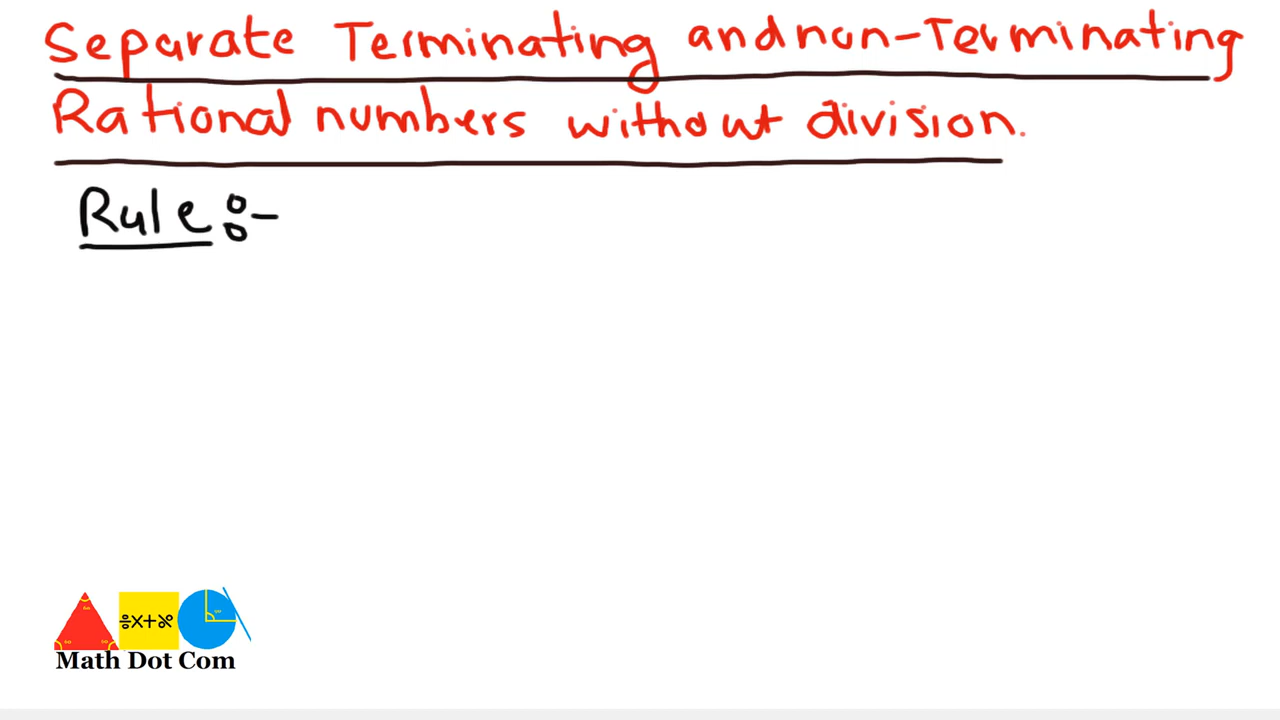 Separate Terminating and non-Terminating
Rational numbers without division.
Rule :-
÷x+%
Math Dot Com